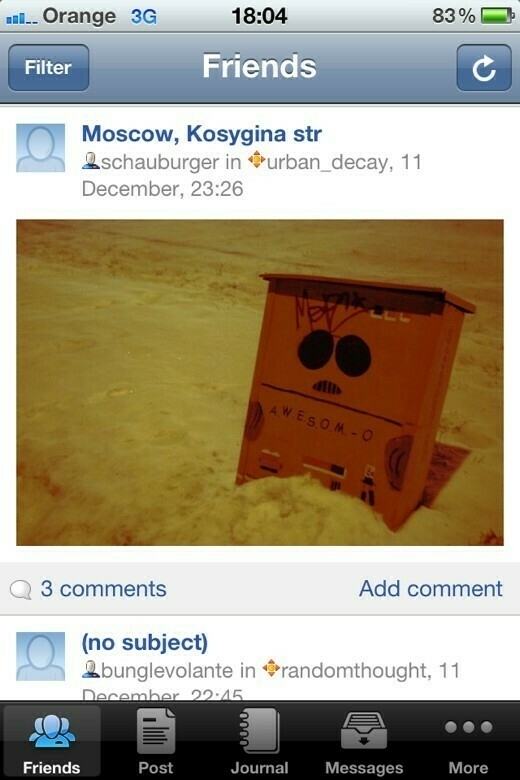 Orange 3G 18:04 83%
Filter Friends
Moscow, Kosygina str
schauburger in urban_decay, 11
December, 23:26
A.W.E.S.O.M.-O
3 comments Add comment
(no subject)
bunglevolante in randomthought, 11
December, 22:45
Friends Post Journal Messages More